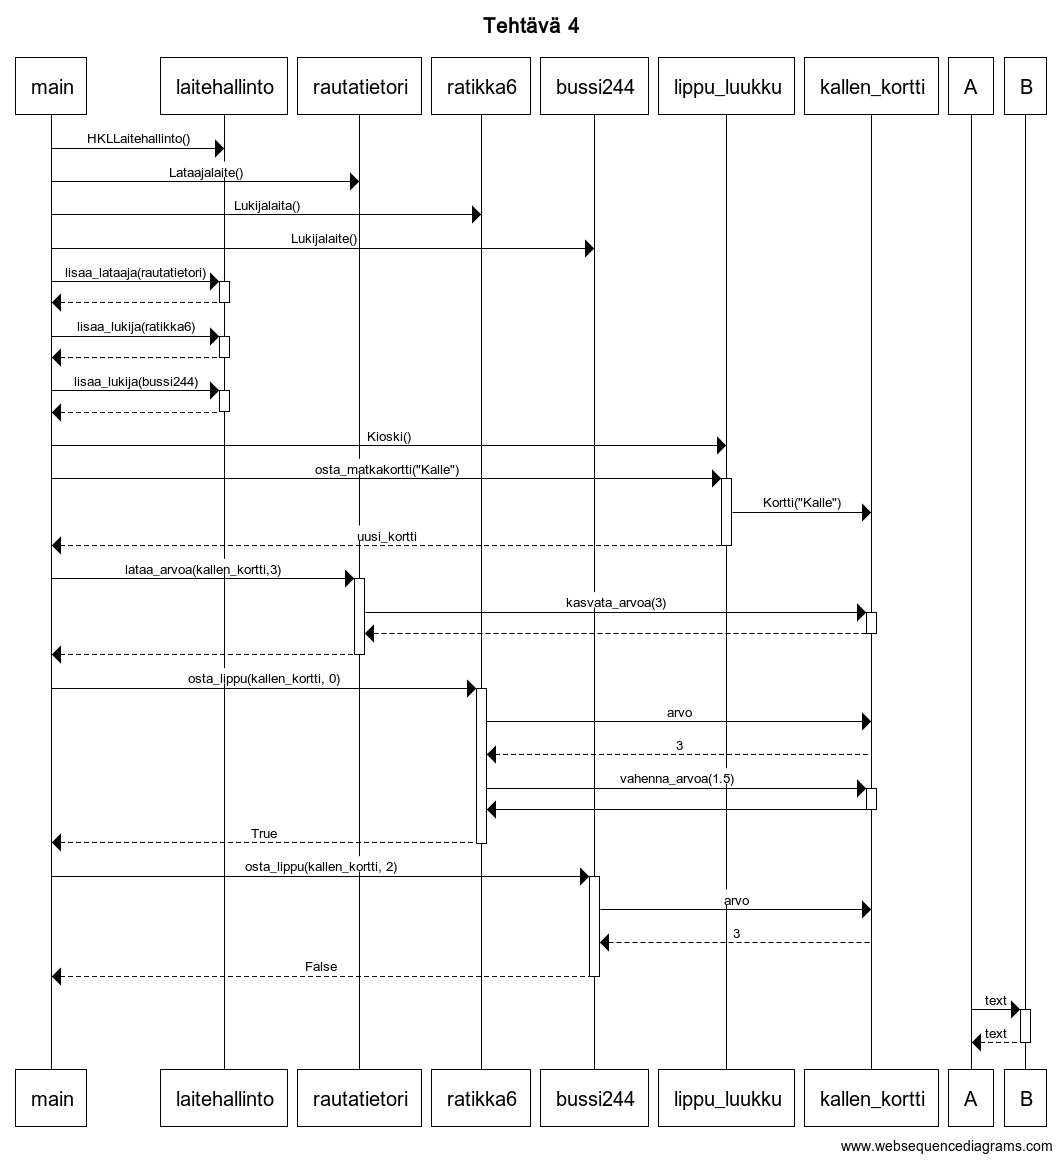 Tehtävä 4
main laitehallinto rautatietori ratikka6 bussi244 lippu_luukku kallen_kortti A B
HKLLaitehallinto()
Lataajalaite()
Lukijalaita()
Lukijalaite()
lisaa_lataaja(rautatietori)
lisaa_lukija(ratikka6)
lisaa_lukija(bussi244)
Kioski()
osta_matkakortti("Kalle")
Kortti("Kalle")
uusi_kortti
lataa_arvoa(kallen_kortti,3)
kasvata_arvoa(3)
osta_lippu(kallen_kortti, 0)
arvo
3
vahenna_arvoa(1.5)
True
osta_lippu(kallen_kortti, 2)
arvo
3
False
text
text
main laitehallinto rautatietori ratikka6 bussi244 lippu_luukku kallen_kortti A B
www.websequencediagrams.com